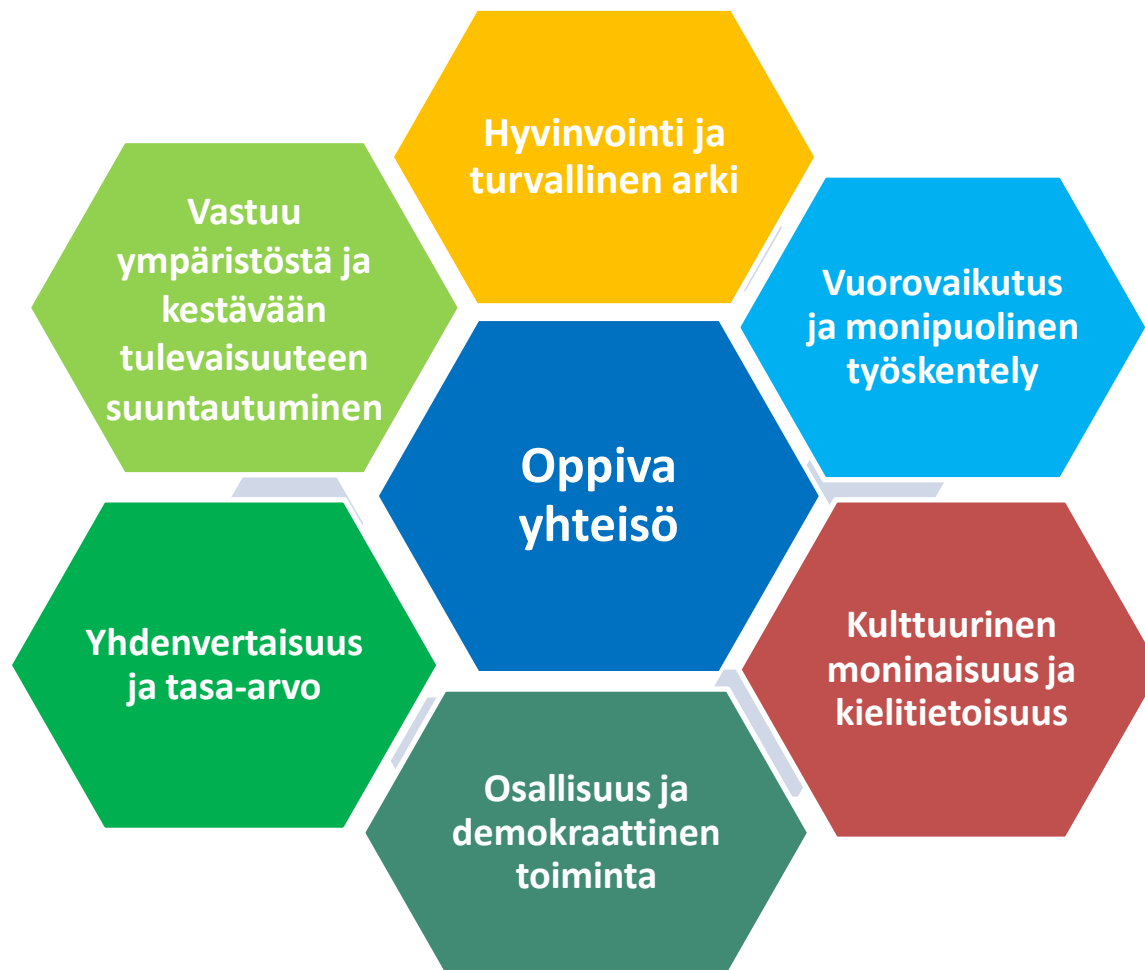 Hyvinvointi ja
turvallinen arki
Vastuu
ympäristöstä ja
kestävään
tulevaisuuteen
suuntautuminen
Vuorovaikutus
ja monipuolinen
työskentely
Oppiva
yhteisö
Yhdenvertaisuus
ja tasa-arvo
Kulttuurinen
moninaisuus ja
kielitietoisuus
Osallisuus ja
demokraattinen
toiminta